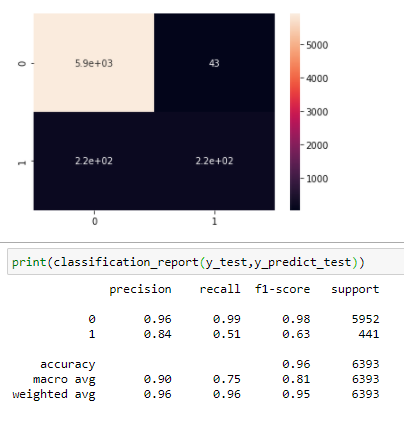 5000
0 5.9e+03 43
4000
3000
2000
1 2.2e+02 2.2e+02
1000
0 1
print(classification_report(y_test,y_predict_test))
precision recall f1-score support
0 0.96 0.99 0.98 5952
1 0.84 0.51 0.63 441
accuracy 0.96 6393
macro avg 0.90 0.75 0.81 6393
weighted avg 0.96 0.96 0.95 6393